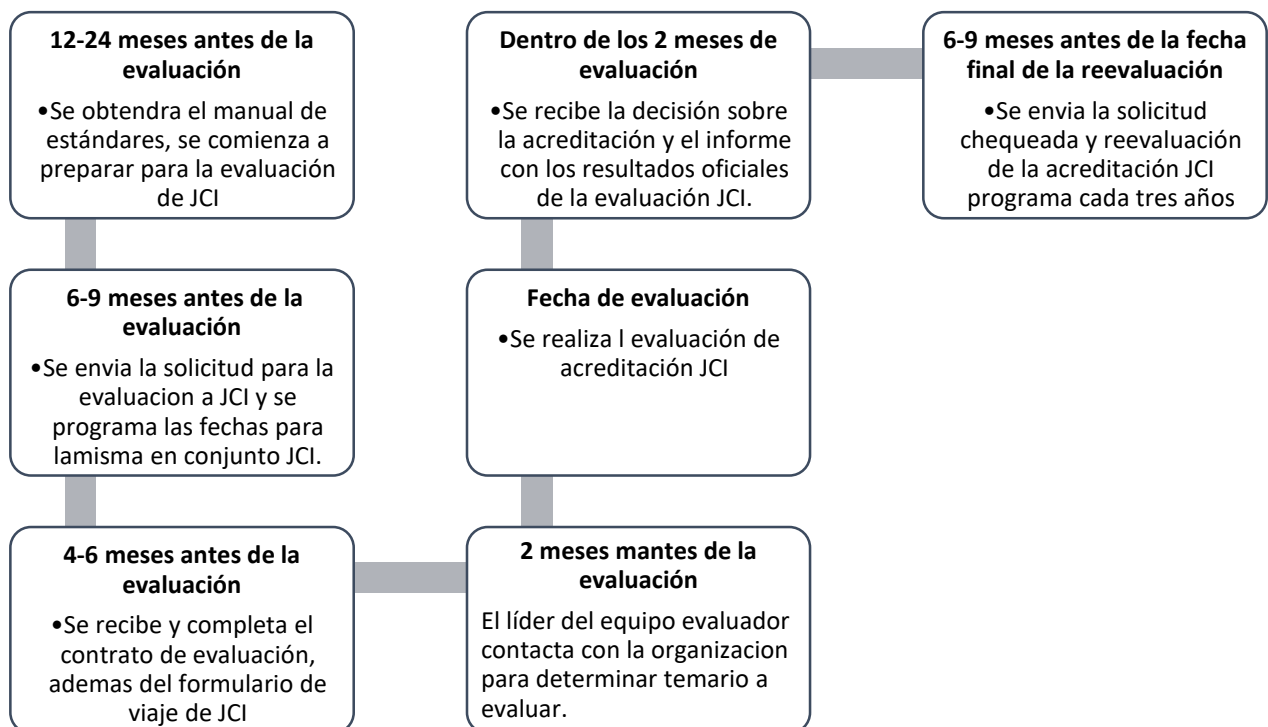 12-24 meses antes de la
evaluación
•Se obtendra el manual de
estándares, se comienza a
preparar para la evaluación
de JCI
6-9 meses antes de la
evaluación
•Se envia la solicitud para la
evaluacion a JCI y se
programa las fechas para
lamisma en conjunto JCI.
4-6 meses antes de la
evaluación
•Se recibe y completa el
contrato de evaluación,
ademas del formulario de
viaje de JCI
2 meses mantes de la
evaluación
El líder del equipo evaluador
contacta con la organizacion
para determinar temario a
evaluar.
Fecha de evaluación
•Se realiza l evaluación de
acreditación JCI
Dentro de los 2 meses de
evaluación
•Se recibe la decisión sobre
la acreditación y el informe
con los resultados oficiales
de la evaluación JCI.
6-9 meses antes de la fecha
final de la reevaluación
•Se envia la solicitud
chequeada y reevaluación
de la acreditación JCI
programa cada tres años